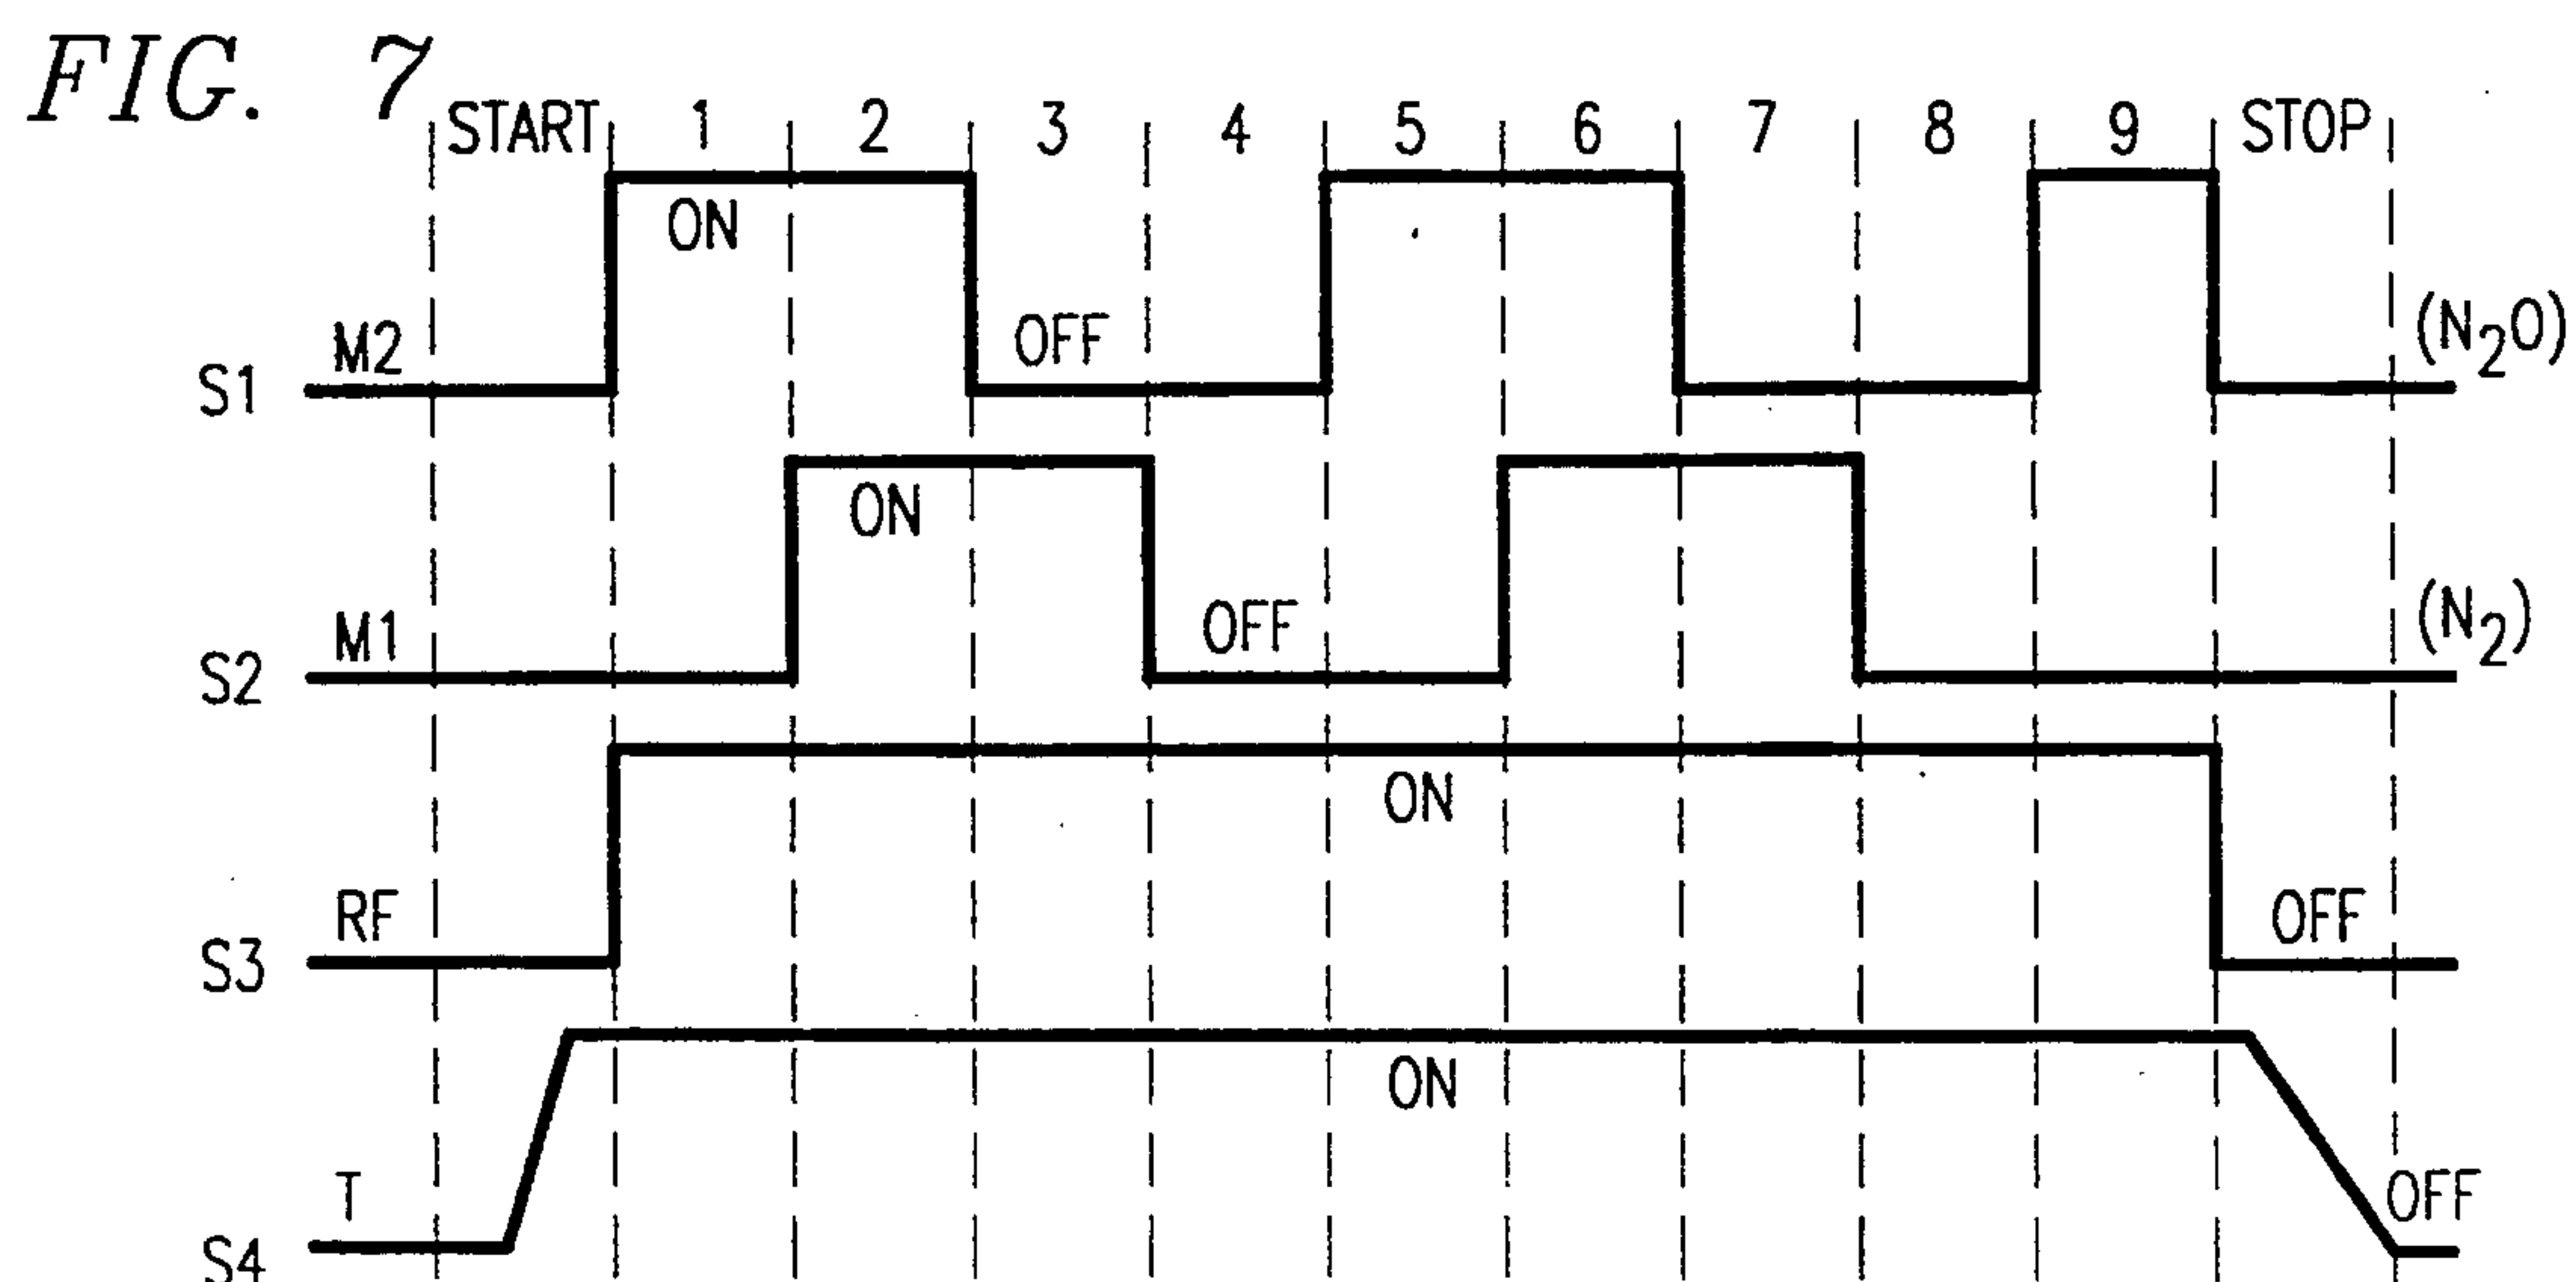 FIG. 7
START 1 2 3 4 5 6 7 8 9 STOP
ON
M2 OFF (N2O)
S1
ON
M1 OFF (N2)
S2
ON
RF OFF
S3
ON
T OFF
S4